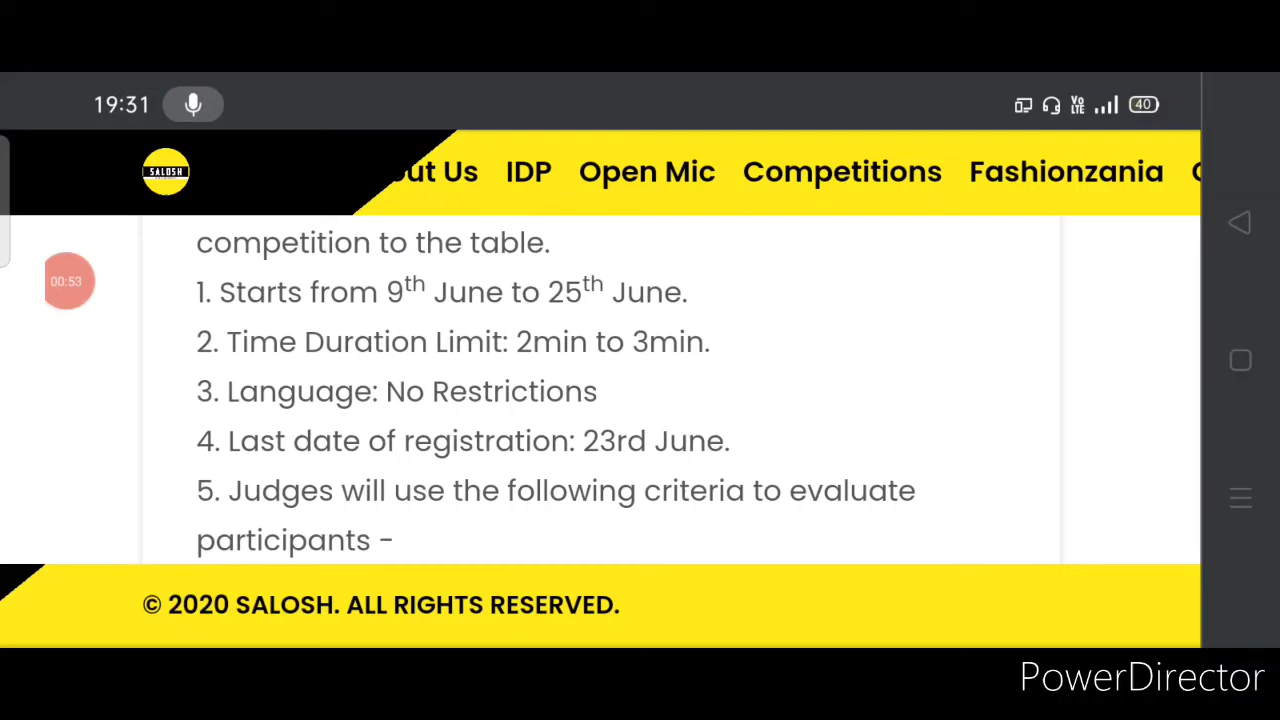 19:31
Vo LTE 40
SALOSH
out Us IDP Open Mic Competitions Fashionzania
competition to the table.
00:53
1. Starts from 9th June to 25th June.
2. Time Duration Limit: 2min to 3min.
3. Language: No Restrictions
4. Last date of registration: 23rd June.
5. Judges will use the following criteria to evaluate
participants -
© 2020 SALOSH. ALL RIGHTS RESERVED.
PowerDirector